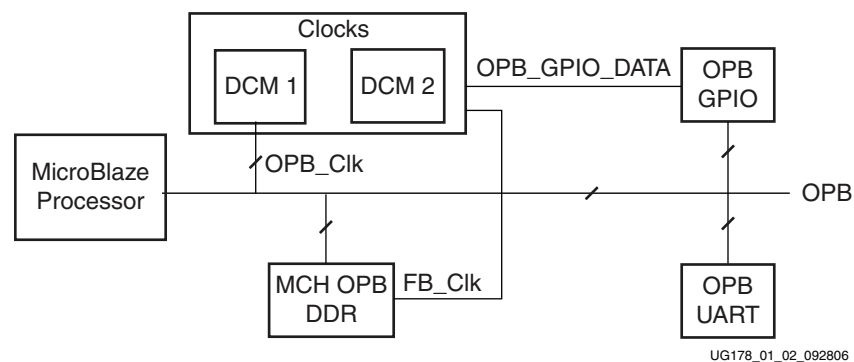 Clocks
DCM 1
DCM 2
OPB_GPIO_DATA
OPB
GPIO
MicroBlaze
Processor
OPB_Clk
OPB
MCH OPB
DDR
FB_Clk
OPB
UART
UG178_01_02_092806